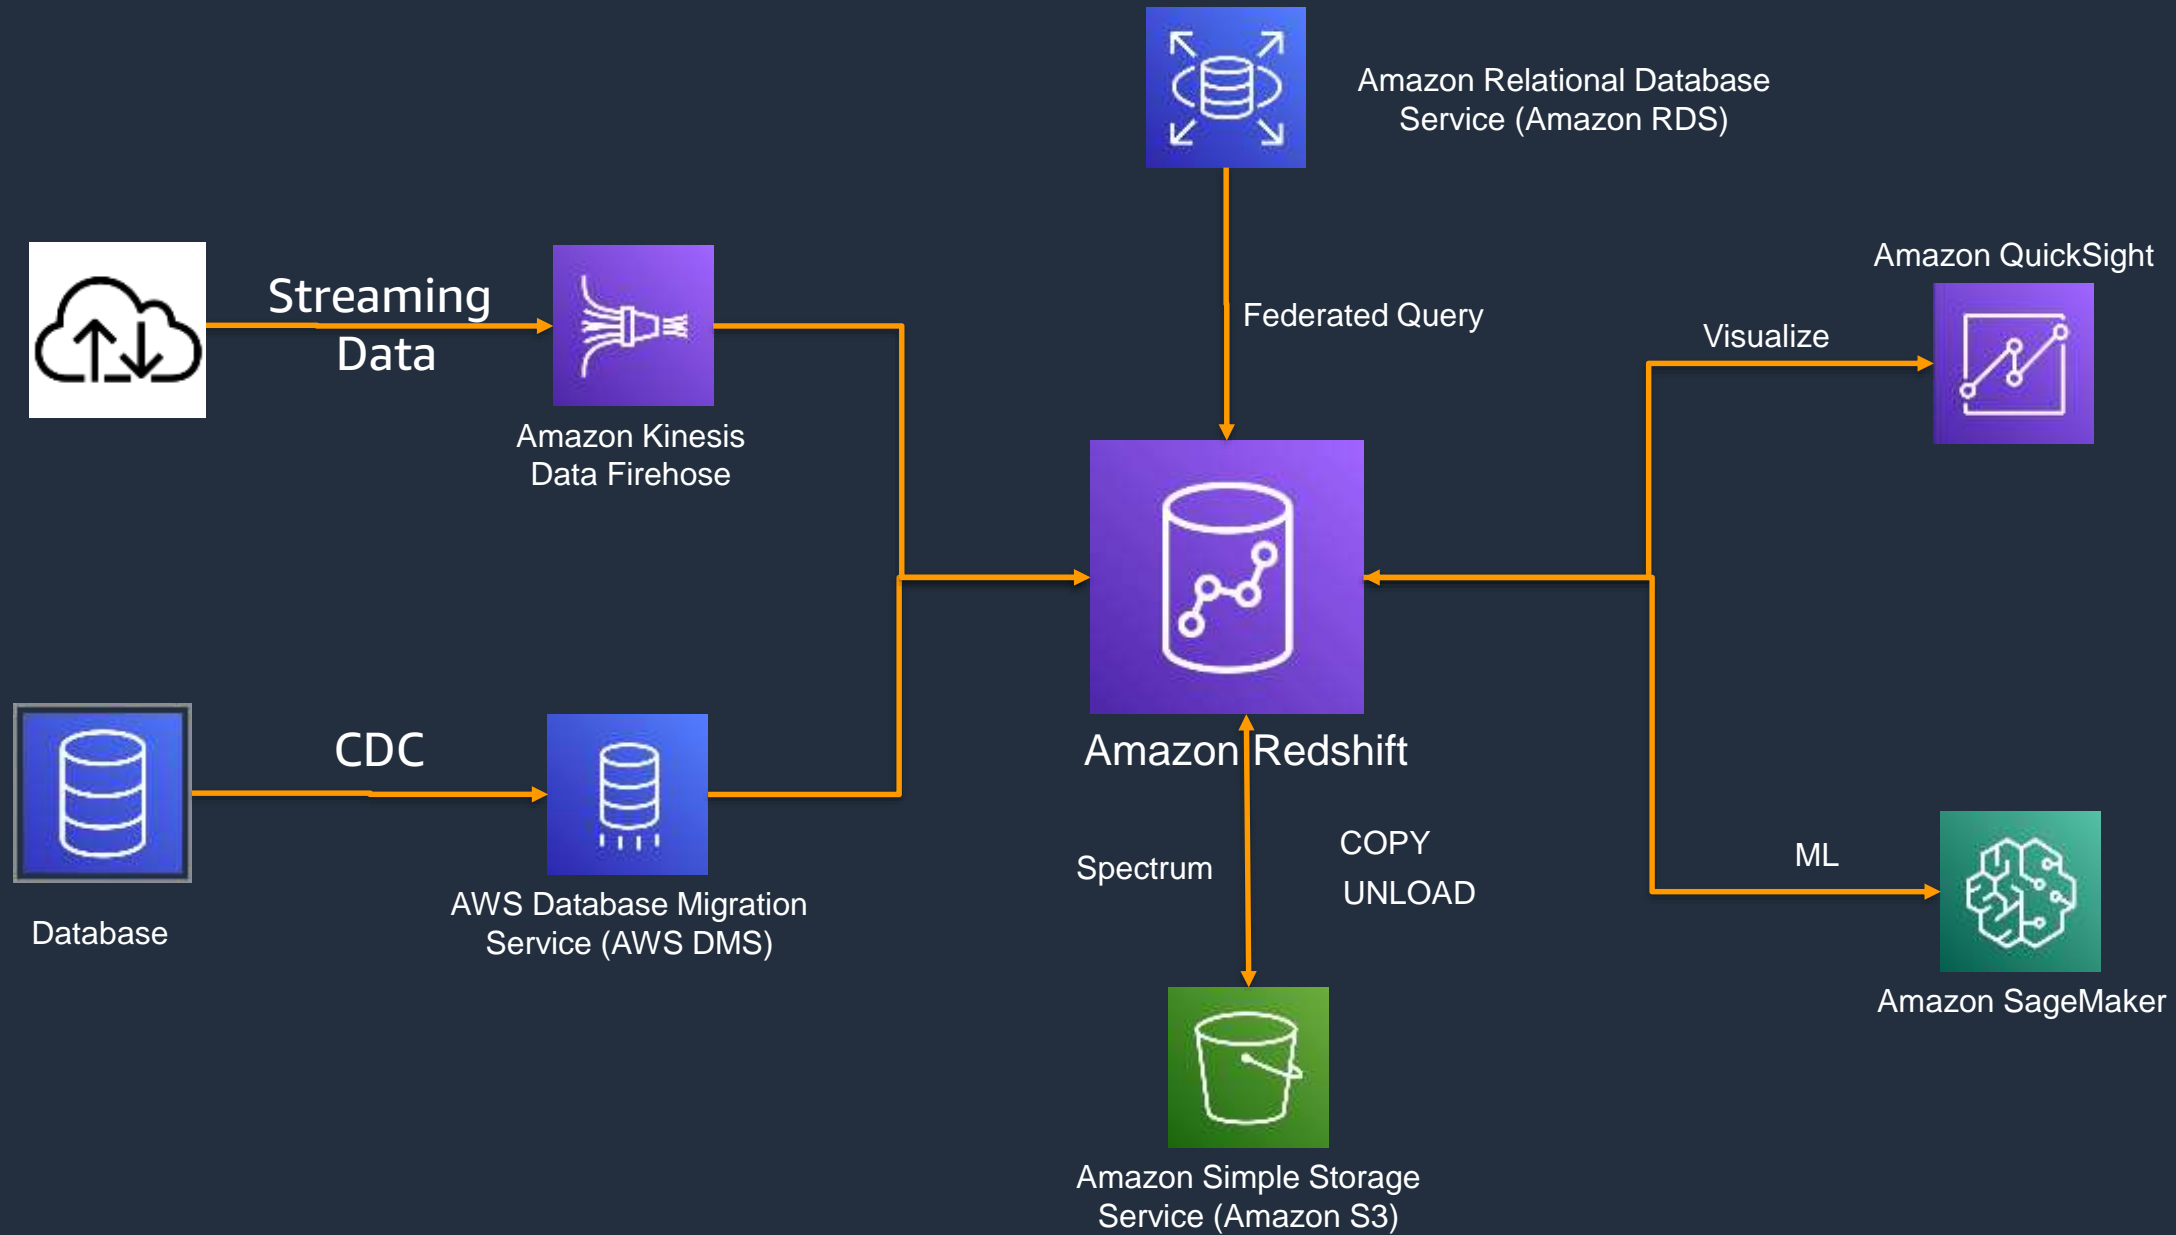 Amazon Relational Database
Service (Amazon RDS)
Streaming
Data
Amazon Kinesis
Data Firehose
Federated Query
Amazon QuickSight
Visualize
Database
CDC
AWS Database Migration
Service (AWS DMS)
Amazon Redshift
Spectrum
COPY
UNLOAD
ML
Amazon SageMaker
Amazon Simple Storage
Service (Amazon S3)